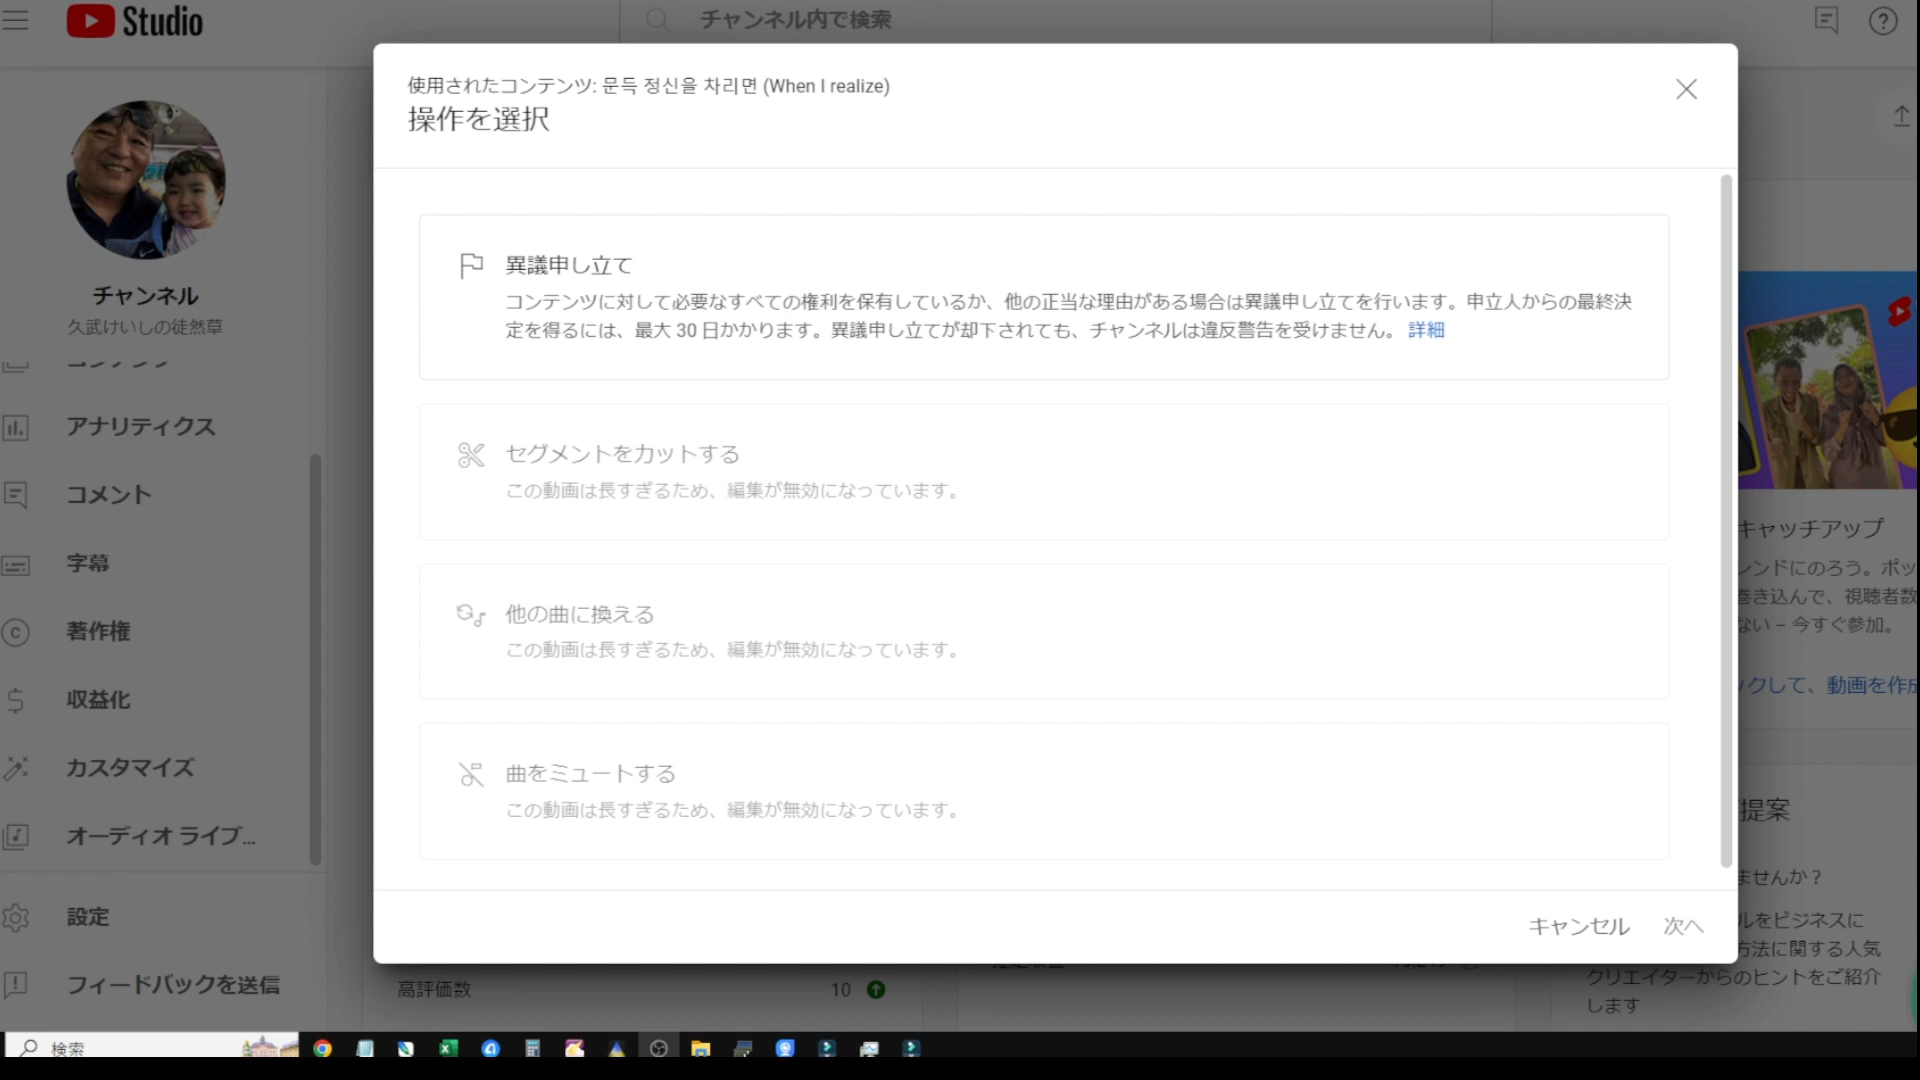 Studio
チャンネル内で検索
使用されたコンテンツ: 문득 정신을 차리면 (When I realize)
操作を選択
異議申し立て
コンテンツに対して必要なすべての権利を保有しているか、他の正当な理由がある場合は異議申し立てを行います。申立人からの最終決
定を得るには、最大 30 日かかります。異議申し立てが却下されても、チャンネルは違反警告を受けません。 詳細
セグメントをカットする
この動画は長すぎるため、編集が無効になっています。
他の曲に換える
この動画は長すぎるため、編集が無効になっています。
曲をミュートする
この動画は長すぎるため、編集が無効になっています。
キャンセル 次へ
チャンネル
久武けいしの徒然草
コンテンツ
アナリティクス
コメント
字幕
著作権
収益化
カスタマイズ
オーディオ ライブ...
設定
フィードバックを送信
高評価数 10
キャッチアップ
レンドにのろう。ポッ
巻き込んで、視聴者数
ない – 今すぐ参加。
ックして、動画を作成
提案
ませんか？
ルをビジネスに
方法に関する人気
クリエイターからのヒントをご紹介
します
検索